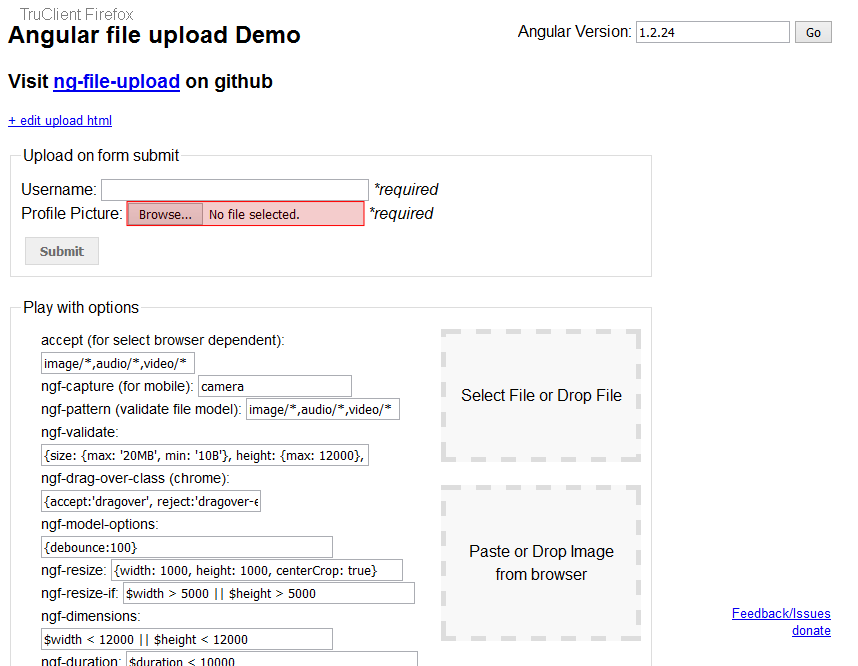 TruClient Firefox
Angular file upload Demo
Angular Version: 1.2.24 Go
Visit ng-file-upload on github
+ edit upload html
Upload on form submit
Username: *required
Profile Picture: Browse... No file selected. *required
Submit
Play with options
accept (for select browser dependent):
image/*,audio/*,video/*
ngf-capture (for mobile): camera
ngf-pattern (validate file model): image/*,audio/*,video/*
ngf-validate:
{size: {max: '20MB', min: '10B'}, height: {max: 12000},
ngf-drag-over-class (chrome):
{accept:'dragover', reject:'dragover-e
ngf-model-options:
{debounce:100}
ngf-resize: {width: 1000, height: 1000, centerCrop: true}
ngf-resize-if: $width > 5000 || $height > 5000
ngf-dimensions:
$width < 12000 || $height < 12000
ngf-duration: $duration < 10000
Select File or Drop File
Paste or Drop Image
from browser
Feedback/Issues
donate